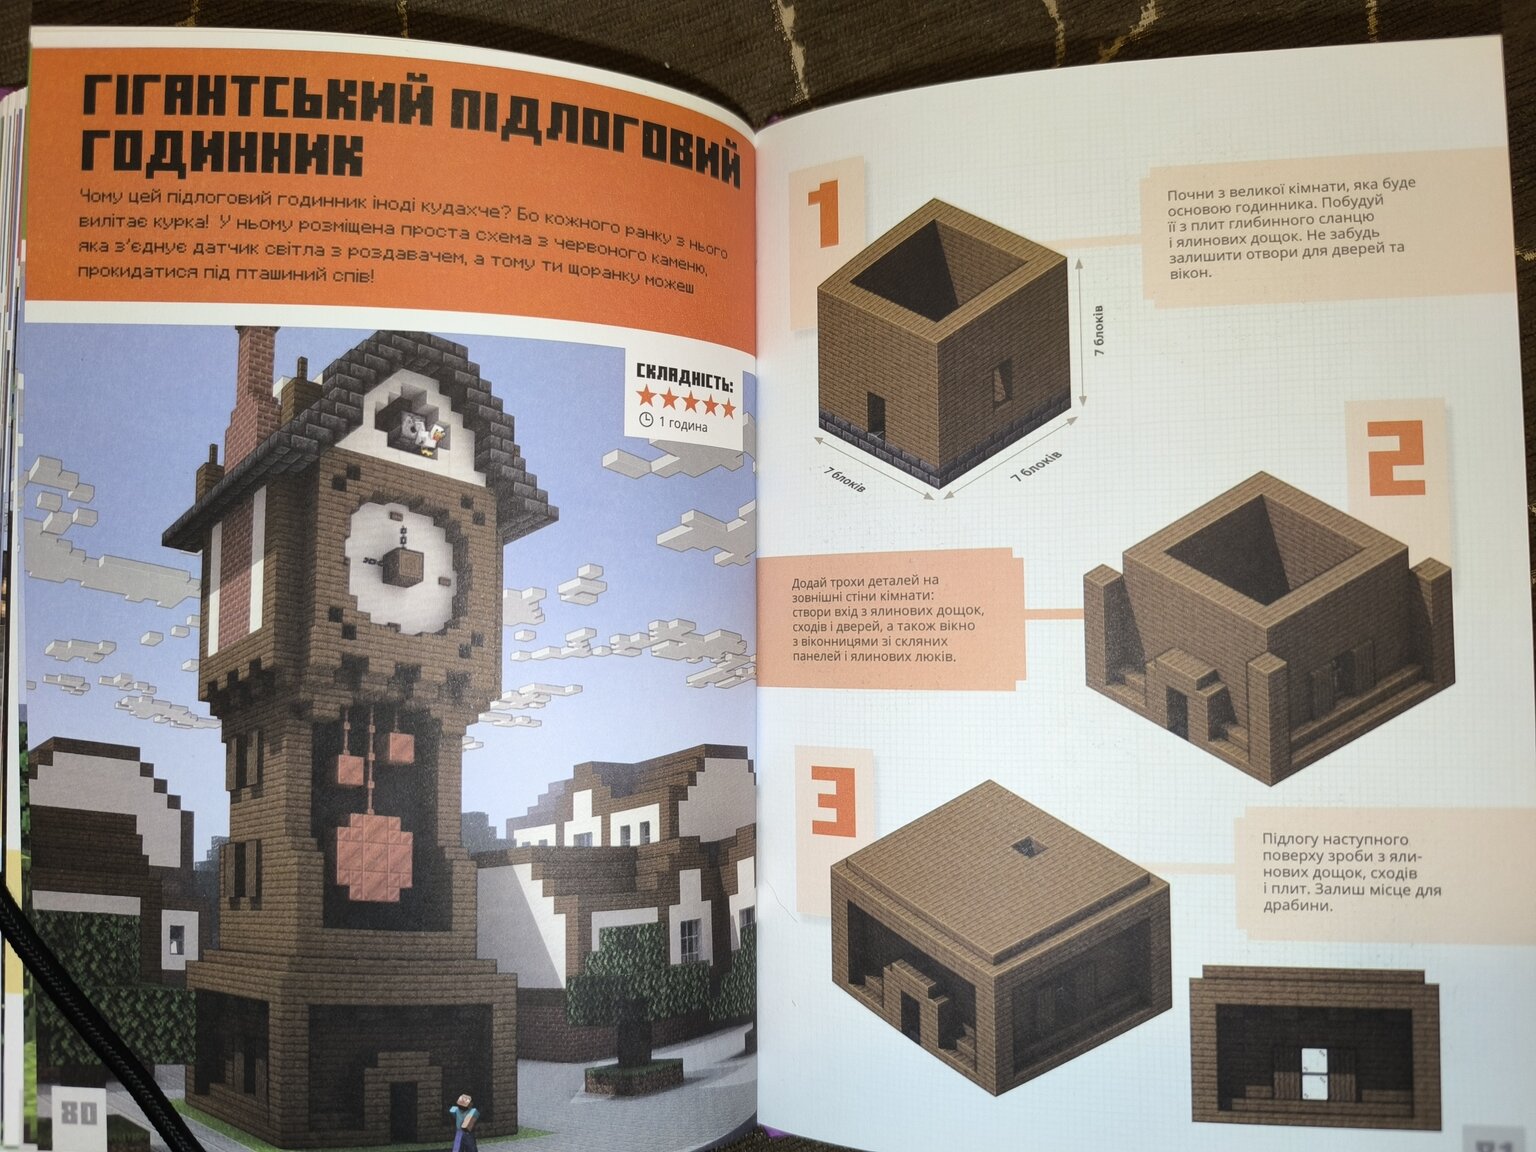 ГІГАНТСЬКИЙ ПІДЛОГОВИЙ
ГОДИННИК
Чому цей підлоговий годинник іноді кудахче? Бо кожного ранку з нього
вилітає курка! У ньому розміщена проста схема з червоного каменю,
яка з'єднує датчик світла з роздавачем, а тому ти щоранку можеш
прокидатися під пташиний спів!
СКЛАДНІСТЬ:
1 година
80
1
Почни з великої кімнати, яка буде
основою годинника. Побудуй
її з плит глибинного сланцю
і ялинових дощок. Не забудь
залишити отвори для дверей та
вікон.
7 блоків
7 блоків
7 блоків
2
Додай трохи деталей на
зовнішні стіни кімнати:
створи вхід з ялинових дощок,
сходів і дверей, а також вікно
з віконницями зі скляних
панелей і ялинових люків.
3
Підлогу наступного
поверху зроби з яли-
нових дощок, сходів
і плит. Залиш місце для
драбини.